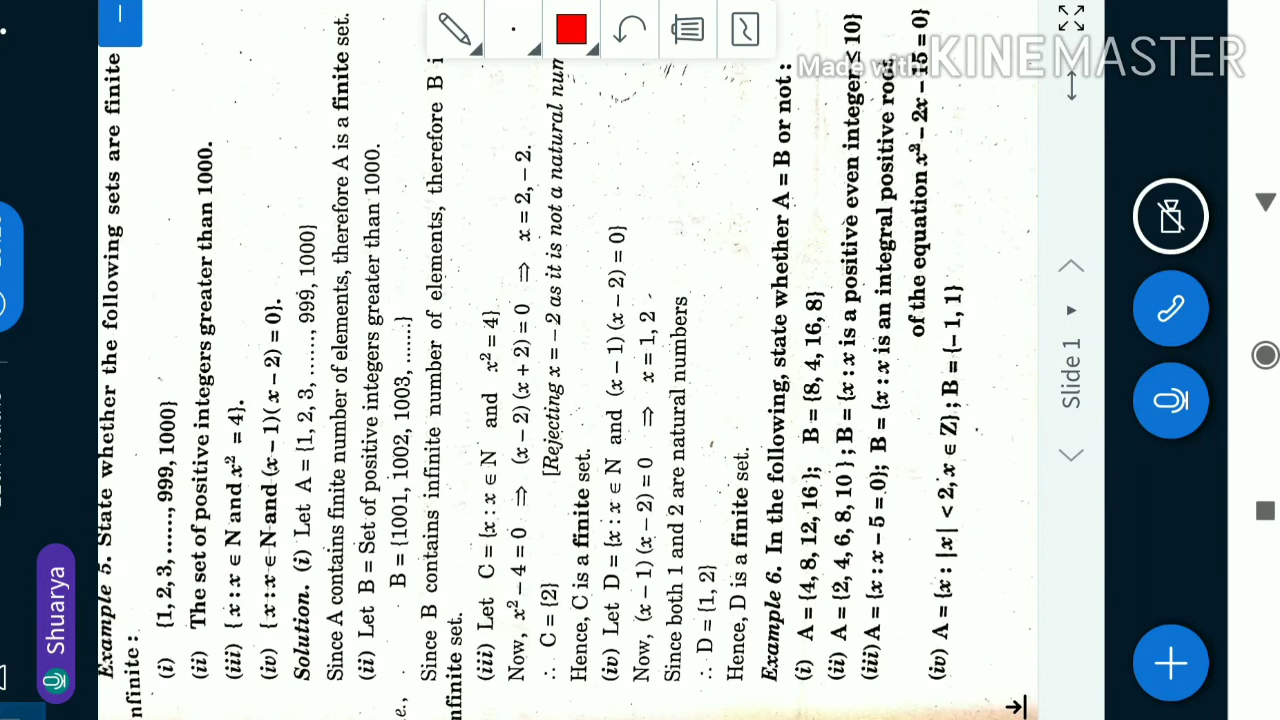 Example 5. State whether the following sets are finite
nfinite :
(i) {1, 2, 3, ......, 999, 1000}
(ii) The set of positive integers greater than 1000.
(iii) {x : x ∈ N and x² = 4}.
(iv) {x : x ∈ N and (x – 1)(x – 2) = 0}.
Solution. (i) Let A = {1, 2, 3, ......., 999, 1000}
Since A contains finite number of elements, therefore A is a finite set.
(ii) Let B = Set of positive integers greater than 1000.
.e., B = {1001, 1002, 1003, .......}
Since B contains infinite number of elements, therefore B i
nfinite set.
(iii) Let C = {x : x ∈ N and x² = 4}
Now, x² – 4 = 0 ⇒ (x – 2) (x + 2) = 0 ⇒ x = 2, – 2.
∴ C = {2} [Rejecting x = – 2 as it is not a natural num
Hence, C is a finite set.
(iv) Let D = {x : x ∈ N and (x – 1) (x – 2) = 0}
Now, (x – 1) (x – 2) = 0 ⇒ x = 1, 2
Since both 1 and 2 are natural numbers
∴ D = {1, 2}
Hence, D is a finite set.
Example 6. In the following, state whether A = B or not :
(i) A = {4, 8, 12, 16 }; B = {8, 4, 16, 8}
(ii) A = {2, 4, 6, 8, 10 } ; B = {x : x is a positive even integer ≤ 10}
(iii) A = {x : x – 5 = 0}; B = {x : x is an integral positive root
of the equation x² – 2x – 15 = 0}
(iv) A = {x : |x| < 2, x ∈ Z} ; B = {– 1, 1}
Slide 1
Shuarya
Made with KINEMASTER